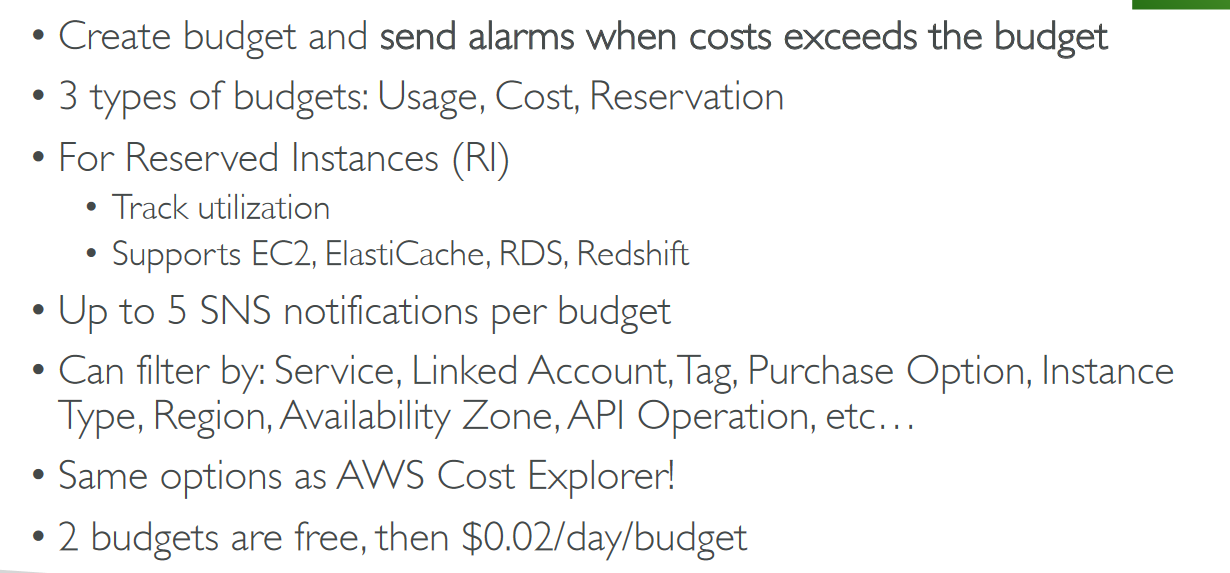 • Create budget and send alarms when costs exceeds the budget
• 3 types of budgets: Usage, Cost, Reservation
• For Reserved Instances (RI)
• Track utilization
• Supports EC2, ElastiCache, RDS, Redshift
• Up to 5 SNS notifications per budget
• Can filter by: Service, Linked Account, Tag, Purchase Option, Instance
Type, Region, Availability Zone, API Operation, etc…
• Same options as AWS Cost Explorer!
• 2 budgets are free, then $0.02/day/budget